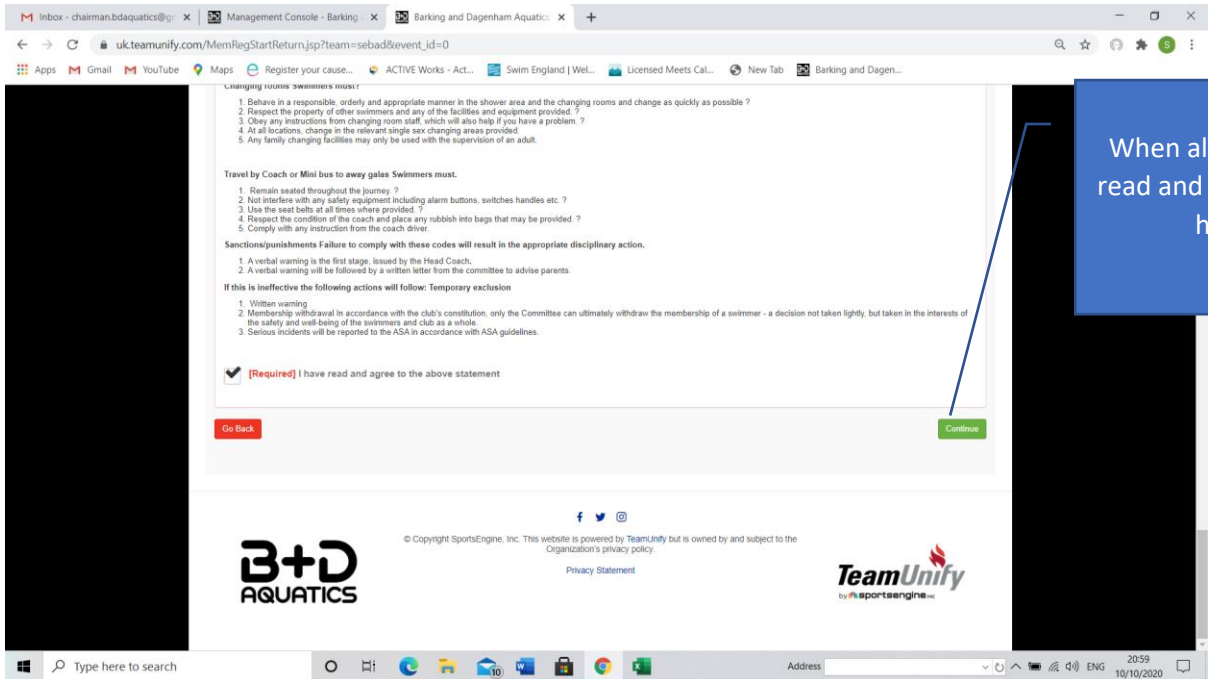 Inbox - chairman.bdaquatics@g
Management Console - Barking
Barking and Dagenham Aquatic
uk.teamunify.com/MemRegStartReturn.jsp?team=sebad&event_id=0
S
Apps Gmail YouTube Maps Register your cause... ACTIVE Works - Act... Swim England | Wel... Licensed Meets Cal... New Tab Barking and Dagen...
Changing rooms Swimmers must?
1. Behave in a responsible, orderly and appropriate manner in the shower area and the changing rooms and change as quickly as possible ?
2. Respect the property of other swimmers and any of the facilities and equipment provided. ?
3. Obey any instructions from changing room staff, which will also help if you have a problem. ?
4. At all locations, change in the relevant single sex changing areas provided.
5. Any family changing facilities may only be used with the supervision of an adult.
Travel by Coach or Mini bus to away galas Swimmers must.
1. Remain seated throughout the journey. ?
2. Not interfere with any safety equipment including alarm buttons, switches handles etc. ?
3. Use the seat belts at all times where provided. ?
4. Respect the condition of the coach and place any rubbish into bags that may be provided. ?
5. Comply with any instruction from the coach driver.
Sanctions/punishments Failure to comply with these codes will result in the appropriate disciplinary action.
1. A verbal warning is the first stage, issued by the Head Coach.
2. A verbal warning will be followed by a written letter from the committee to advise parents.
If this is ineffective the following actions will follow: Temporary exclusion
1. Written warning
2. Membership withdrawal In accordance with the club's constitution, only the Committee can ultimately withdraw the membership of a swimmer - a decision not taken lightly, but taken in the interests of
the safety and well-being of the swimmers and club as a whole.
3. Serious incidents will be reported to the ASA in accordance with ASA guidelines.
[Required] I have read and agree to the above statement
Go Back
Continue
When al
read and
h
© Copyright SportsEngine, Inc. This website is powered by TeamUnify but is owned by and subject to the
Organization's privacy policy.
Privacy Statement
B+D
AQUATICS
TeamUnify
by sportsengine INC
Type here to search
10
Address
ENG
20:59
10/10/2020